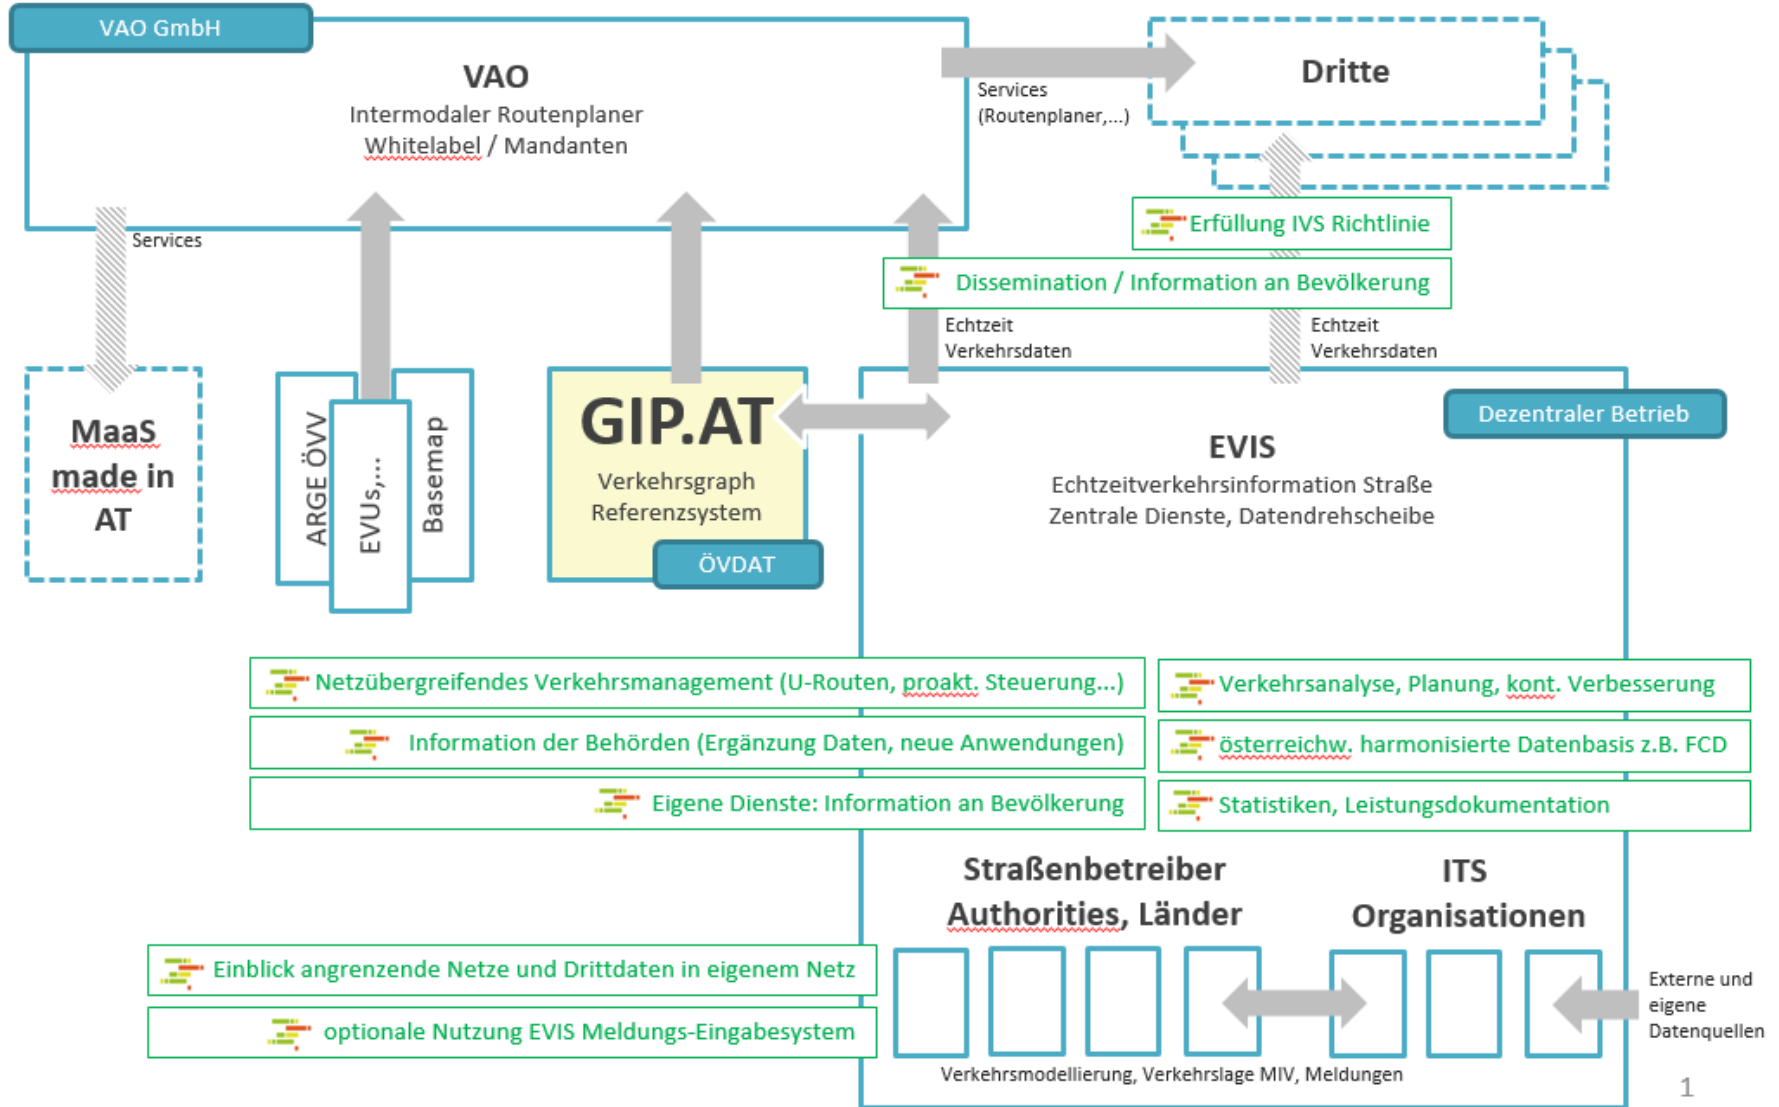 VAO GmbH
VAO
Intermodaler Routenplaner
Whitelabel / Mandanten
Services
(Routenplaner,...)
Dritte
Services
Erfüllung IVS Richtlinie
Dissemination / Information an Bevölkerung
Echtzeit
Verkehrsdaten
Echtzeit
Verkehrsdaten
MaaS
made in
AT
ARGE ÖVV
EVUs,...
Basemap
GIP.AT
Verkehrsgraph
Referenzsystem
ÖVDAT
Dezentraler Betrieb
EVIS
Echtzeitverkehrsinformation Straße
Zentrale Dienste, Datendrehscheibe
Netzübergreifendes Verkehrsmanagement (U-Routen, proakt. Steuerung...)
Information der Behörden (Ergänzung Daten, neue Anwendungen)
Eigene Dienste: Information an Bevölkerung
Verkehrsanalyse, Planung, kont. Verbesserung
österreichw. harmonisierte Datenbasis z.B. FCD
Statistiken, Leistungsdokumentation
Straßenbetreiber
Authorities, Länder
ITS
Organisationen
Einblick angrenzende Netze und Drittdaten in eigenem Netz
optionale Nutzung EVIS Meldungs-Eingabesystem
Externe und
eigene
Datenquellen
Verkehrsmodellierung, Verkehrslage MIV, Meldungen
1